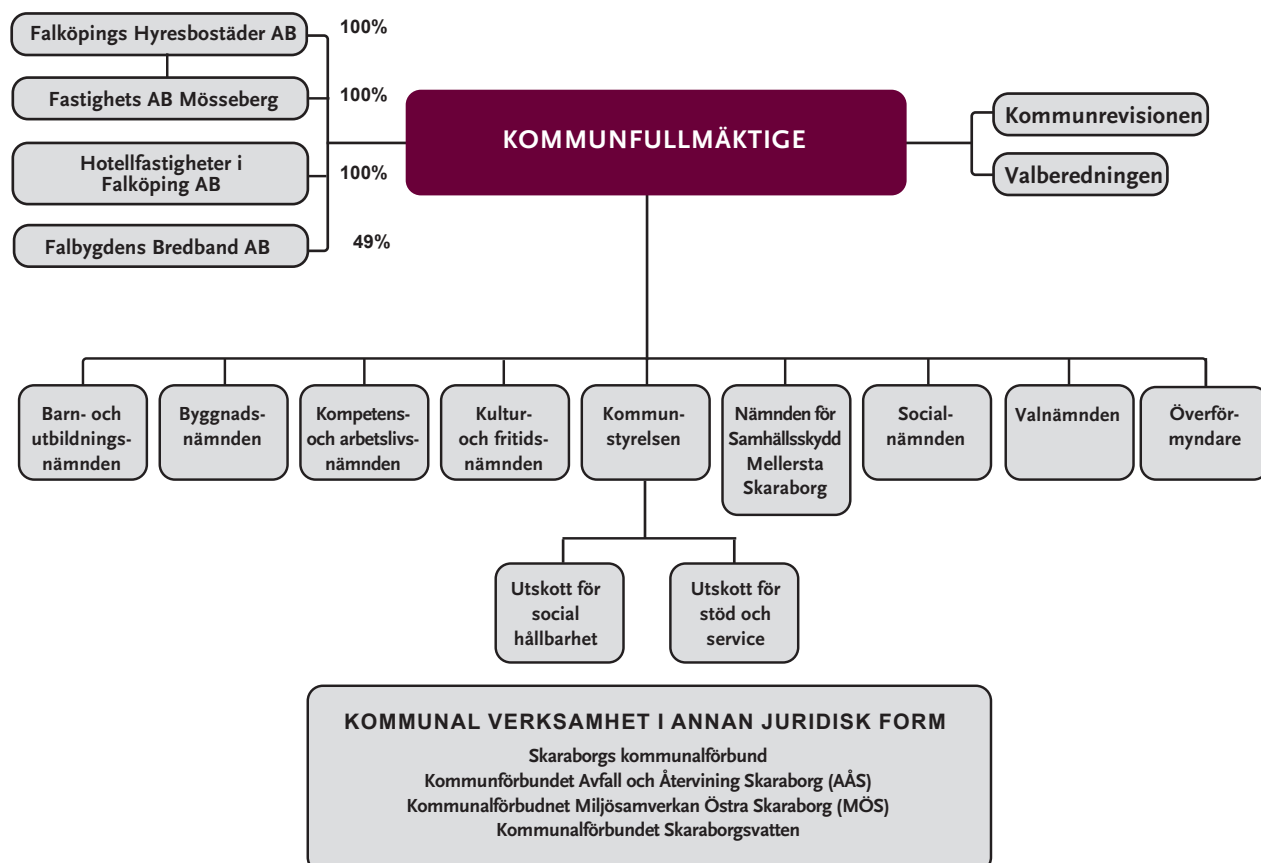 Falköpings Hyresbostäder AB
100%
Fastighets AB Mösseberg
100%
Hotellfastigheter i
Falköping AB
100%
Falbygdens Bredband AB
49%
KOMMUNFULLMÄKTIGE
Kommunrevisionen
Valberedningen
Barn- och
utbildnings-
nämnden
Byggnads-
nämnden
Kompetens-
och arbetslivs-
nämnden
Kultur-
och fritids-
nämnden
Kommun-
styrelsen
Nämnden för
Samhällsskydd
Mellersta
Skaraborg
Social-
nämnden
Valnämnden
Överför-
myndare
Utskott för
social
hållbarhet
Utskott för
stöd och
service
KOMMUNAL VERKSAMHET I ANNAN JURIDISK FORM
Skaraborgs kommunalförbund
Kommunförbundet Avfall och Återvining Skaraborg (AÅS)
Kommunalförbudnet Miljösamverkan Östra Skaraborg (MÖS)
Kommunalförbundet Skaraborgsvatten